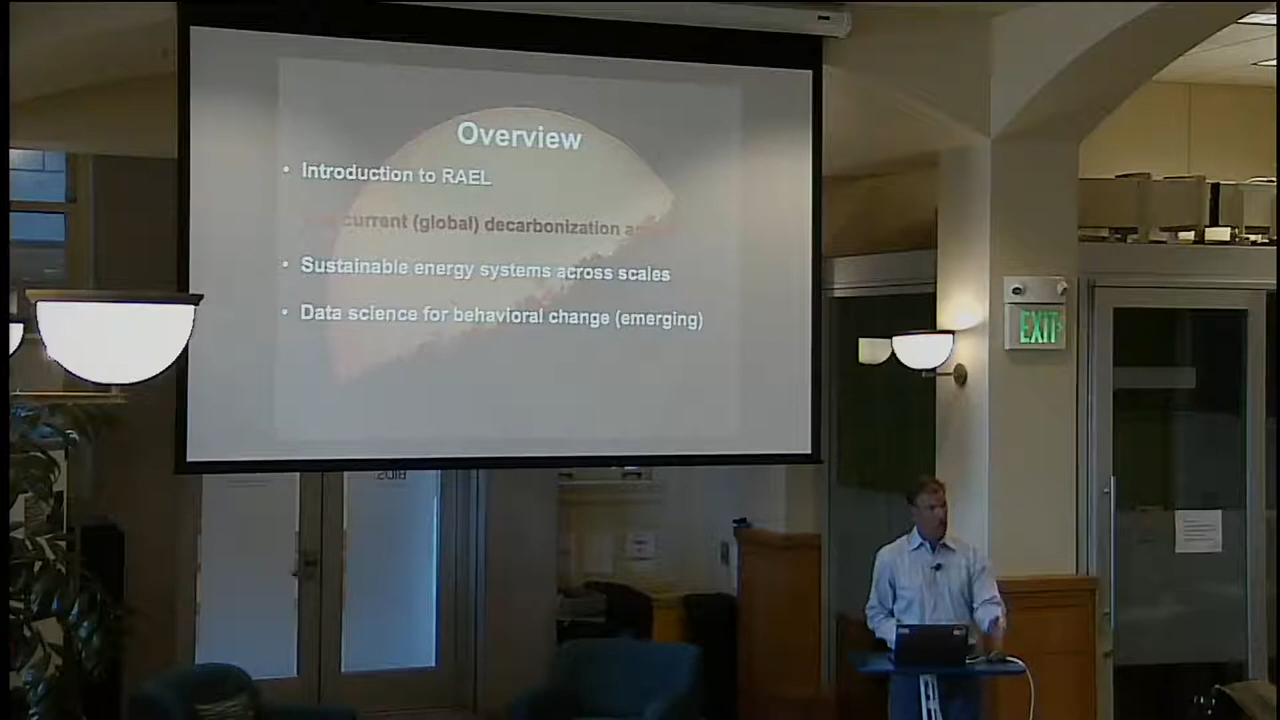 Overview
• Introduction to RAEL
current (global) decarbonization
• Sustainable energy systems across scales
• Data science for behavioral change (emerging)
EXIT